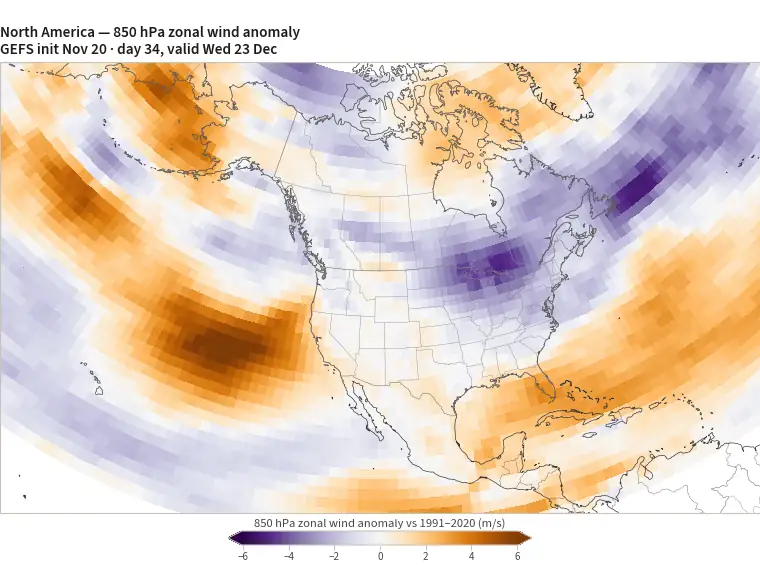 North America — 850 hPa zonal wind anomaly
GEFS init Nov 20 · day 34, valid Wed 23 Dec
850 hPa zonal wind anomaly vs 1991–2020 (m/s)
−6 −4 −2 0 2 4 6